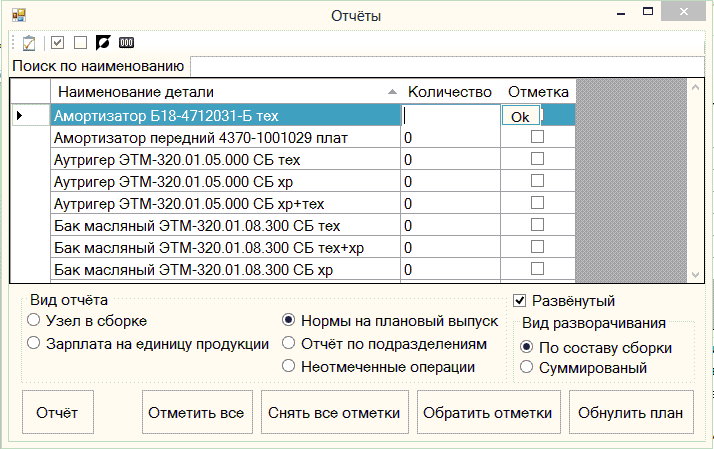 Отчёты
000
Поиск по наименованию
Наименование детали Количество Отметка
Амортизатор Б18-4712031-Б тех Ok
Амортизатор передний 4370-1001029 плат 0
Аутригер ЭТМ-320.01.05.000 СБ тех 0
Аутригер ЭТМ-320.01.05.000 СБ хр 0
Аутригер ЭТМ-320.01.05.000 СБ хр+тех 0
Бак масляный ЭТМ-320.01.08.300 СБ тех 0
Бак масляный ЭТМ-320.01.08.300 СБ тех+хр 0
Бак масляный ЭТМ-320.01.08.300 СБ хр 0
Вид отчёта Развёнутый
Узел в сборке Нормы на плановый выпуск Вид разворачивания
Зарплата на единицу продукции Отчёт по подразделениям По составу сборки
Неотмеченные операции Суммированый
Отчёт Отметить все Снять все отметки Обратить отметки Обнулить план